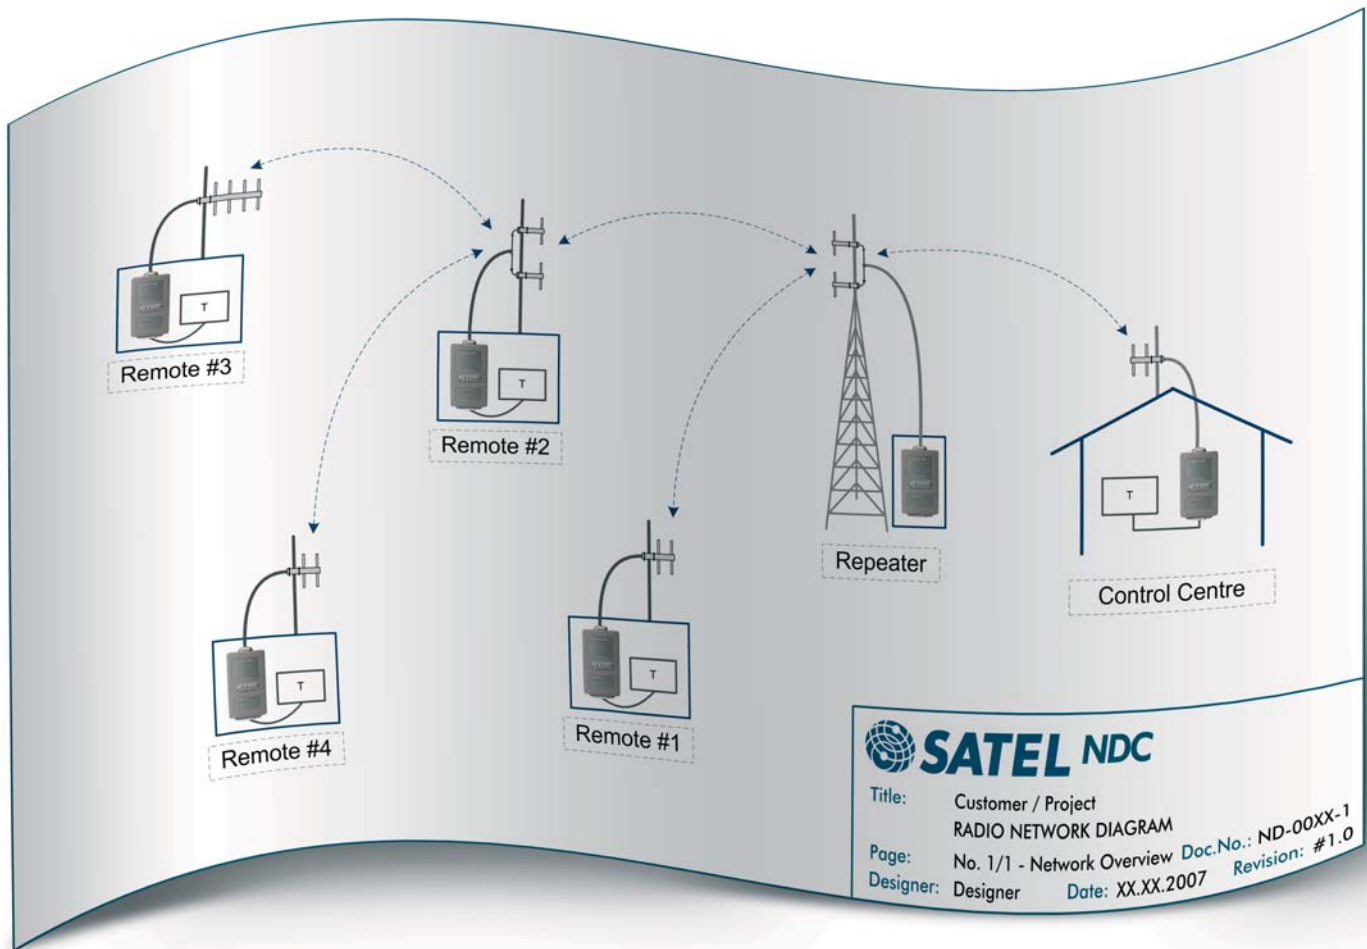 T
Remote #3
T
Remote #2
T
Repeater
Control Centre
T
Remote #4
T
Remote #1
SATEL NDC
Title: Customer / Project
RADIO NETWORK DIAGRAM
Page: No. 1/1 - Network Overview Doc.No.: ND-00XX-1
Designer: Designer Date: XX.XX.2007 Revision: #1.0